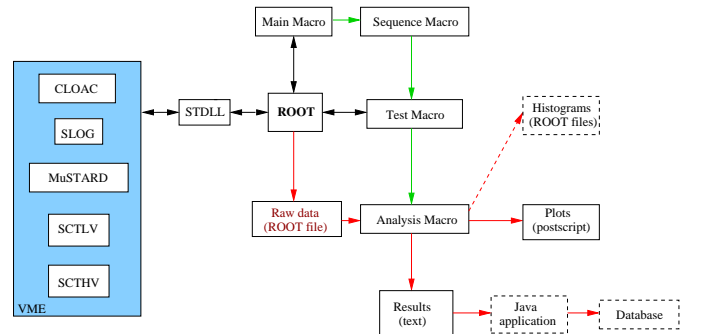 Main Macro
Sequence Macro
CLOAC
SLOG
MuSTARD
SCTLV
SCTHV
VME
STDLL
ROOT
Test Macro
Histograms
(ROOT files)
Raw data
(ROOT file)
Analysis Macro
Plots
(postscript)
Results
(text)
Java
application
Database